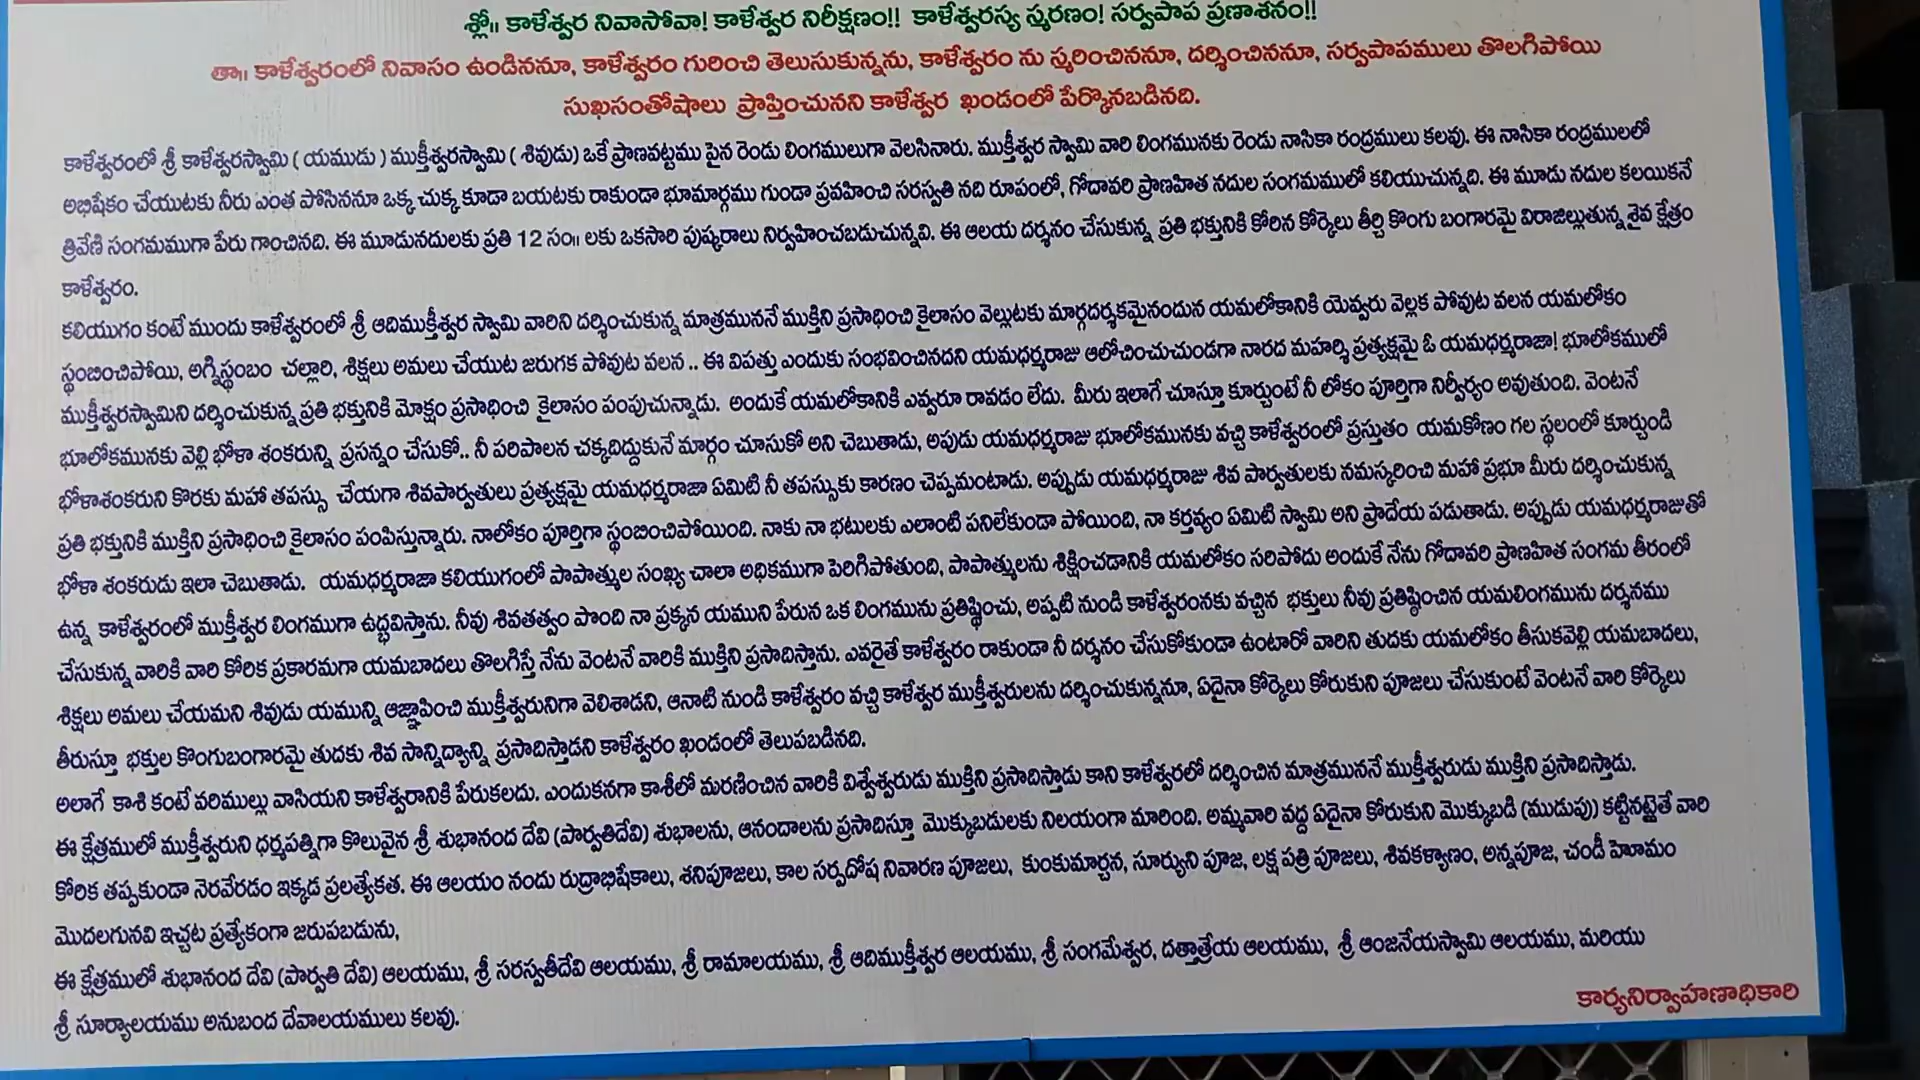 శ్లో॥ కాళేశ్వర నివాసోవా! కాళేశ్వర నిరీక్షణం!! కాళేశ్వరస్య స్మరణం! సర్వపాప ప్రణాశనం!!
తా॥ కాళేశ్వరంలో నివాసం ఉండిననూ, కాళేశ్వరం గురించి తెలుసుకున్నను, కాళేశ్వరం ను స్మరించిననూ, దర్శించిననూ, సర్వపాపములు తొలగిపోయి
సుఖసంతోషాలు ప్రాప్తించునని కాళేశ్వర ఖండంలో పేర్కొనబడినది.
కాళేశ్వరంలో శ్రీ కాళేశ్వరస్వామి ( యముడు ) ముక్తీశ్వరస్వామి ( శివుడు) ఒకే ప్రాణవట్టము పైన రెండు లింగములుగా వెలసినారు. ముక్తీశ్వర స్వామి వారి లింగమునకు రెండు నాసికా రంద్రములు కలవు. ఈ నాసికా రంద్రములలో
అభిషేకం చేయుటకు నీరు ఎంత పోసిననూ ఒక్క చుక్క కూడా బయటకు రాకుండా భూమార్గము గుండా ప్రవహించి సరస్వతి నది రూపంలో, గోదావరి ప్రాణహిత నదుల సంగమములో కలియుచున్నది. ఈ మూడు నదుల కలయికనే
త్రివేణి సంగమముగా పేరు గాంచినది. ఈ మూడునదులకు ప్రతి 12 సం॥ లకు ఒకసారి పుష్కరాలు నిర్వహించబడుచున్నవి. ఈ ఆలయ దర్శనం చేసుకున్న ప్రతి భక్తునికి కోరిన కోర్కెలు తీర్చి కొంగు బంగారమై విరాజిల్లుతున్న శైవ క్షేత్రం
కాళేశ్వరం.
కలియుగం కంటే ముందు కాళేశ్వరంలో శ్రీ ఆదిముక్తీశ్వర స్వామి వారిని దర్శించుకున్న మాత్రముననే ముక్తిని ప్రసాధించి కైలాసం వెల్లుటకు మార్గదర్శకమైనందున యమలోకానికి యెవ్వరు వెల్లక పోవుట వలన యమలోకం
స్థంబించిపోయి, అగ్నిస్థంబం చల్లారి, శిక్షలు అమలు చేయుట జరుగక పోవుట వలన .. ఈ విపత్తు ఎందుకు సంభవించినదని యమధర్మరాజు ఆలోచించుచుండగా నారద మహర్షి ప్రత్యక్షమై ఓ యమధర్మరాజా! భూలోకములో
ముక్తీశ్వరస్వామిని దర్శించుకున్న ప్రతి భక్తునికి మోక్షం ప్రసాధించి కైలాసం పంపుచున్నాడు. అందుకే యమలోకానికి ఎవ్వరూ రావడం లేదు. మీరు ఇలాగే చూస్తూ కూర్చుంటే నీ లోకం పూర్తిగా నిర్వీర్యం అవుతుంది. వెంటనే
భూలోకమునకు వెళ్లి భోళా శంకరున్ని ప్రసన్నం చేసుకో.. నీ పరిపాలన చక్కదిద్దుకునే మార్గం చూసుకో అని చెబుతాడు, అపుడు యమధర్మరాజు భూలోకమునకు వచ్చి కాళేశ్వరంలో ప్రస్తుతం యమకోణం గల స్థలంలో కూర్చుండి
భోళాశంకరుని కొరకు మహా తపస్సు చేయగా శివపార్వతులు ప్రత్యక్షమై యమధర్మరాజా ఏమిటి నీ తపస్సుకు కారణం చెప్పమంటాడు. అప్పుడు యమధర్మరాజు శివ పార్వతులకు నమస్కరించి మహా ప్రభూ మీరు దర్శించుకున్న
ప్రతి భక్తునికి ముక్తిని ప్రసాధించి కైలాసం పంపిస్తున్నారు. నాలోకం పూర్తిగా స్థంబించిపోయింది. నాకు నా భటులకు ఎలాంటి పనిలేకుండా పోయింది, నా కర్తవ్యం ఏమిటి స్వామి అని ప్రాదేయ పడుతాడు. అప్పుడు యమధర్మరాజుతో
భోళా శంకరుడు ఇలా చెబుతాడు. యమధర్మరాజా కలియుగంలో పాపాత్ముల సంఖ్య చాలా అధికముగా పెరిగిపోతుంది, పాపాత్ములను శిక్షించడానికి యమలోకం సరిపోదు అందుకే నేను గోదావరి ప్రాణహిత సంగమ తీరంలో
ఉన్న కాళేశ్వరంలో ముక్తీశ్వర లింగముగా ఉద్భవిస్తాను. నీవు శివతత్వం పొంది నా ప్రక్కన యముని పేరున ఒక లింగమును ప్రతిష్ఠించు, అప్పటి నుండి కాళేశ్వరంనకు వచ్చిన భక్తులు నీవు ప్రతిష్ఠించిన యమలింగమును దర్శనము
చేసుకున్న వారికి వారి కోరిక ప్రకారమగా యమబాదలు తొలగిస్తే నేను వెంటనే వారికి ముక్తిని ప్రసాదిస్తాను. ఎవరైతే కాళేశ్వరం రాకుండా నీ దర్శనం చేసుకోకుండా ఉంటారో వారిని తుదకు యమలోకం తీసుకవెల్లి యమబాదలు,
శిక్షలు అమలు చేయమని శివుడు యమున్ని ఆజ్ఞాపించి ముక్తీశ్వరునిగా వెలిశాడని, ఆనాటి నుండి కాళేశ్వరం వచ్చి కాళేశ్వర ముక్తీశ్వరులను దర్శించుకున్ననూ, ఏదైనా కోర్కెలు కోరుకుని పూజలు చేసుకుంటే వెంటనే వారి కోర్కెలు
తీరుస్తూ భక్తుల కొంగుబంగారమై తుదకు శివ సాన్నిద్యాన్ని ప్రసాదిస్తాడని కాళేశ్వరం ఖండంలో తెలుపబడినది.
అలాగే కాశి కంటే వరిముల్లు వాసియని కాళేశ్వరానికి పేరుకలదు. ఎందుకనగా కాశీలో మరణించిన వారికి విశ్వేశ్వరుడు ముక్తిని ప్రసాదిస్తాడు కాని కాళేశ్వరలో దర్శించిన మాత్రముననే ముక్తీశ్వరుడు ముక్తిని ప్రసాదిస్తాడు.
ఈ క్షేత్రములో ముక్తీశ్వరుని ధర్మపత్నిగా కొలువైన శ్రీ శుభానంద దేవి (పార్వతిదేవి) శుభాలను, ఆనందాలను ప్రసాదిస్తూ మొక్కుబడులకు నిలయంగా మారింది. అమ్మవారి వద్ద ఏదైనా కోరుకుని మొక్కుబడి (ముడుపు) కట్టినట్లైతే వారి
కోరిక తప్పకుండా నెరవేరడం ఇక్కడ ప్రలత్యేకత. ఈ ఆలయం నందు రుద్రాభిషేకాలు, శనిపూజలు, కాల సర్పదోష నివారణ పూజలు, కుంకుమార్చన, సూర్యుని పూజ, లక్ష పత్రి పూజలు, శివకళ్యాణం, అన్నపూజ, చండీ హెూమం
మొదలగునవి ఇచ్చట ప్రత్యేకంగా జరుపబడును,
ఈ క్షేత్రములో శుభానంద దేవి (పార్వతి దేవి) ఆలయము, శ్రీ సరస్వతీదేవి ఆలయము, శ్రీ రామాలయము, శ్రీ ఆదిముక్తీశ్వర ఆలయము, శ్రీ సంగమేశ్వర, దత్తాత్రేయ ఆలయము, శ్రీ ఆంజనేయస్వామి ఆలయము, మరియు
శ్రీ సూర్యాలయము అనుబంద దేవాలయములు కలవు.
కార్యనిర్వాహణాధికారి